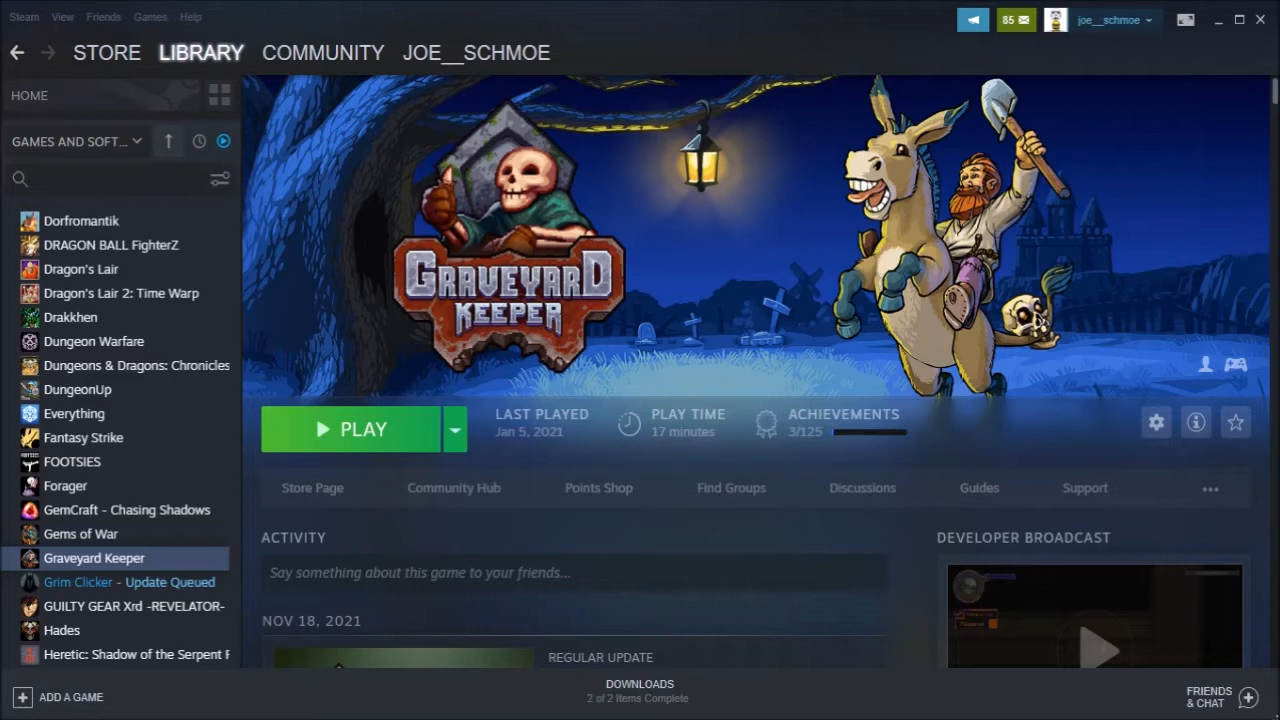 Steam View Friends Games Help
85
joe__schmoe
STORE LIBRARY COMMUNITY JOE__SCHMOE
HOME
GAMES AND SOFT...
Dorfromantik
DRAGON BALL FighterZ
Dragon's Lair
Dragon's Lair 2: Time Warp
Drakkhen
Dungeon Warfare
Dungeons & Dragons: Chronicles
DungeonUp
Everything
Fantasy Strike
FOOTSIES
Forager
GemCraft - Chasing Shadows
Gems of War
Graveyard Keeper
Grim Clicker - Update Queued
GUILTY GEAR Xrd -REVELATOR-
Hades
Heretic: Shadow of the Serpent R
GRAVEYARD
KEEPER
PLAY
LAST PLAYED
Jan 5, 2021
PLAY TIME
17 minutes
ACHIEVEMENTS
3/125
Store Page Community Hub Points Shop Find Groups Discussions Guides Support
ACTIVITY
Say something about this game to your friends...
NOV 18, 2021
REGULAR UPDATE
DEVELOPER BROADCAST
ADD A GAME
DOWNLOADS
2 of 2 Items Complete
FRIENDS
& CHAT